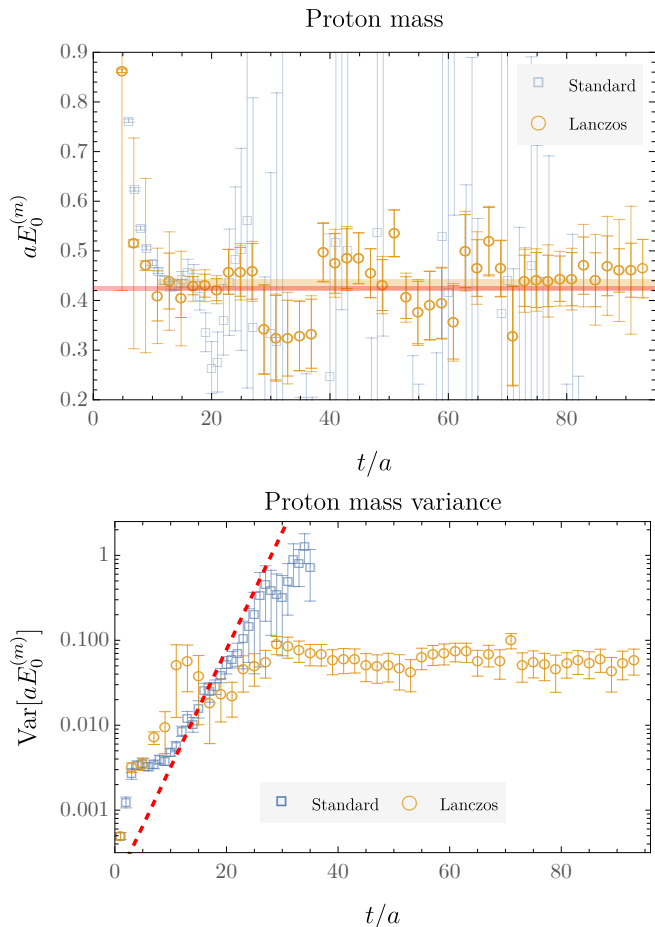 Proton mass
aE_0^{(m)}
0.9
0.8
0.7
0.6
0.5
0.4
0.3
0.2
Standard
Lanczos
0 20 40 60 80
t/a
Proton mass variance
Var[aE_0^{(m)}]
1
0.100
0.010
0.001
Standard Lanczos
0 20 40 60 80
t/a